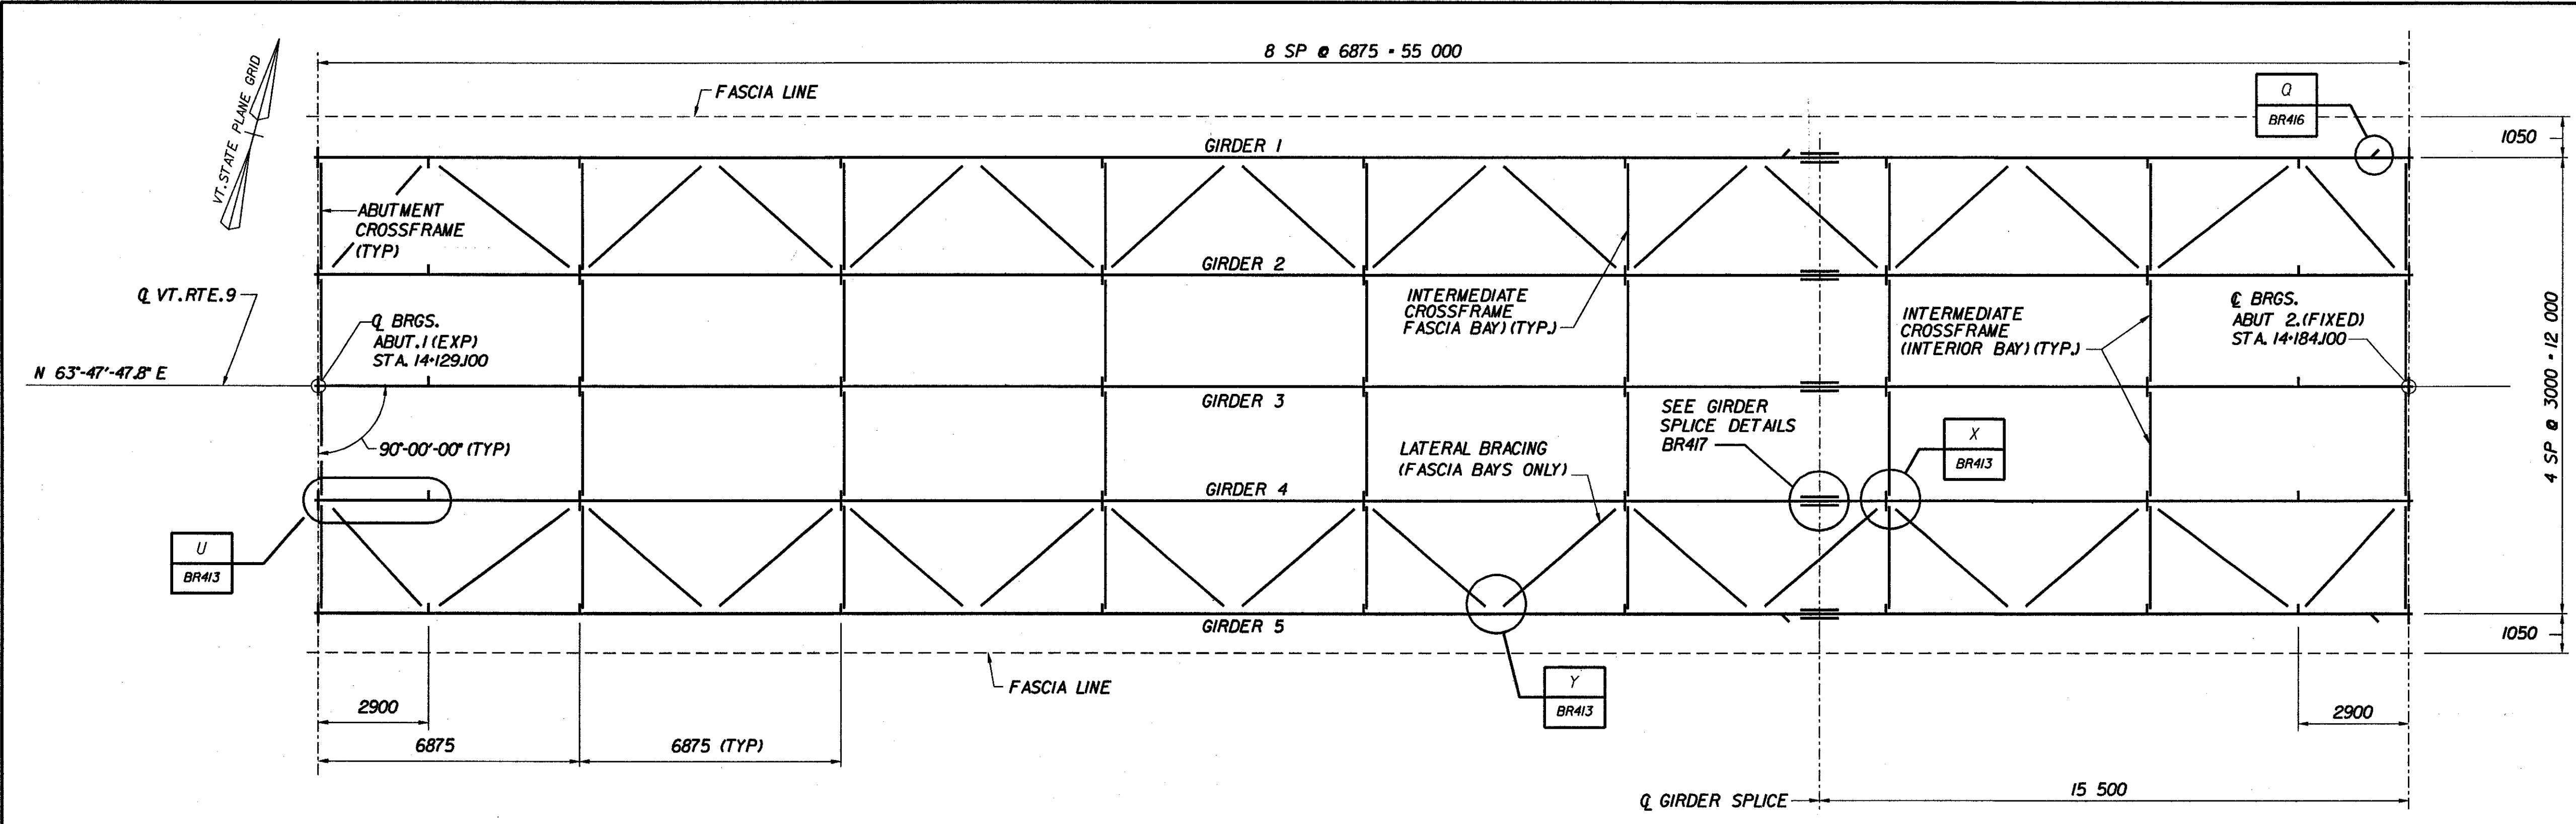 8 SP @ 6875 = 55 000
VT. STATE PLANE GRID
FASCIA LINE
Q
BR416
1050
GIRDER 1
ABUTMENT
CROSSFRAME
(TYP)
GIRDER 2
℄ VT. RTE. 9
℄ BRGS.
ABUT. 1 (EXP)
STA. 14+129.100
INTERMEDIATE
CROSSFRAME
FASCIA BAY) (TYP.)
INTERMEDIATE
CROSSFRAME
(INTERIOR BAY) (TYP.)
℄ BRGS.
ABUT 2. (FIXED)
STA. 14+184.100
N 63°-47'-47.8" E
GIRDER 3
4 SP @ 3000 = 12 000
90°-00'-00" (TYP)
LATERAL BRACING
(FASCIA BAYS ONLY)
SEE GIRDER
SPLICE DETAILS
BR417
X
BR413
GIRDER 4
U
BR413
GIRDER 5
1050
FASCIA LINE
Y
BR413
2900
2900
6875
6875 (TYP)
℄ GIRDER SPLICE
15 500